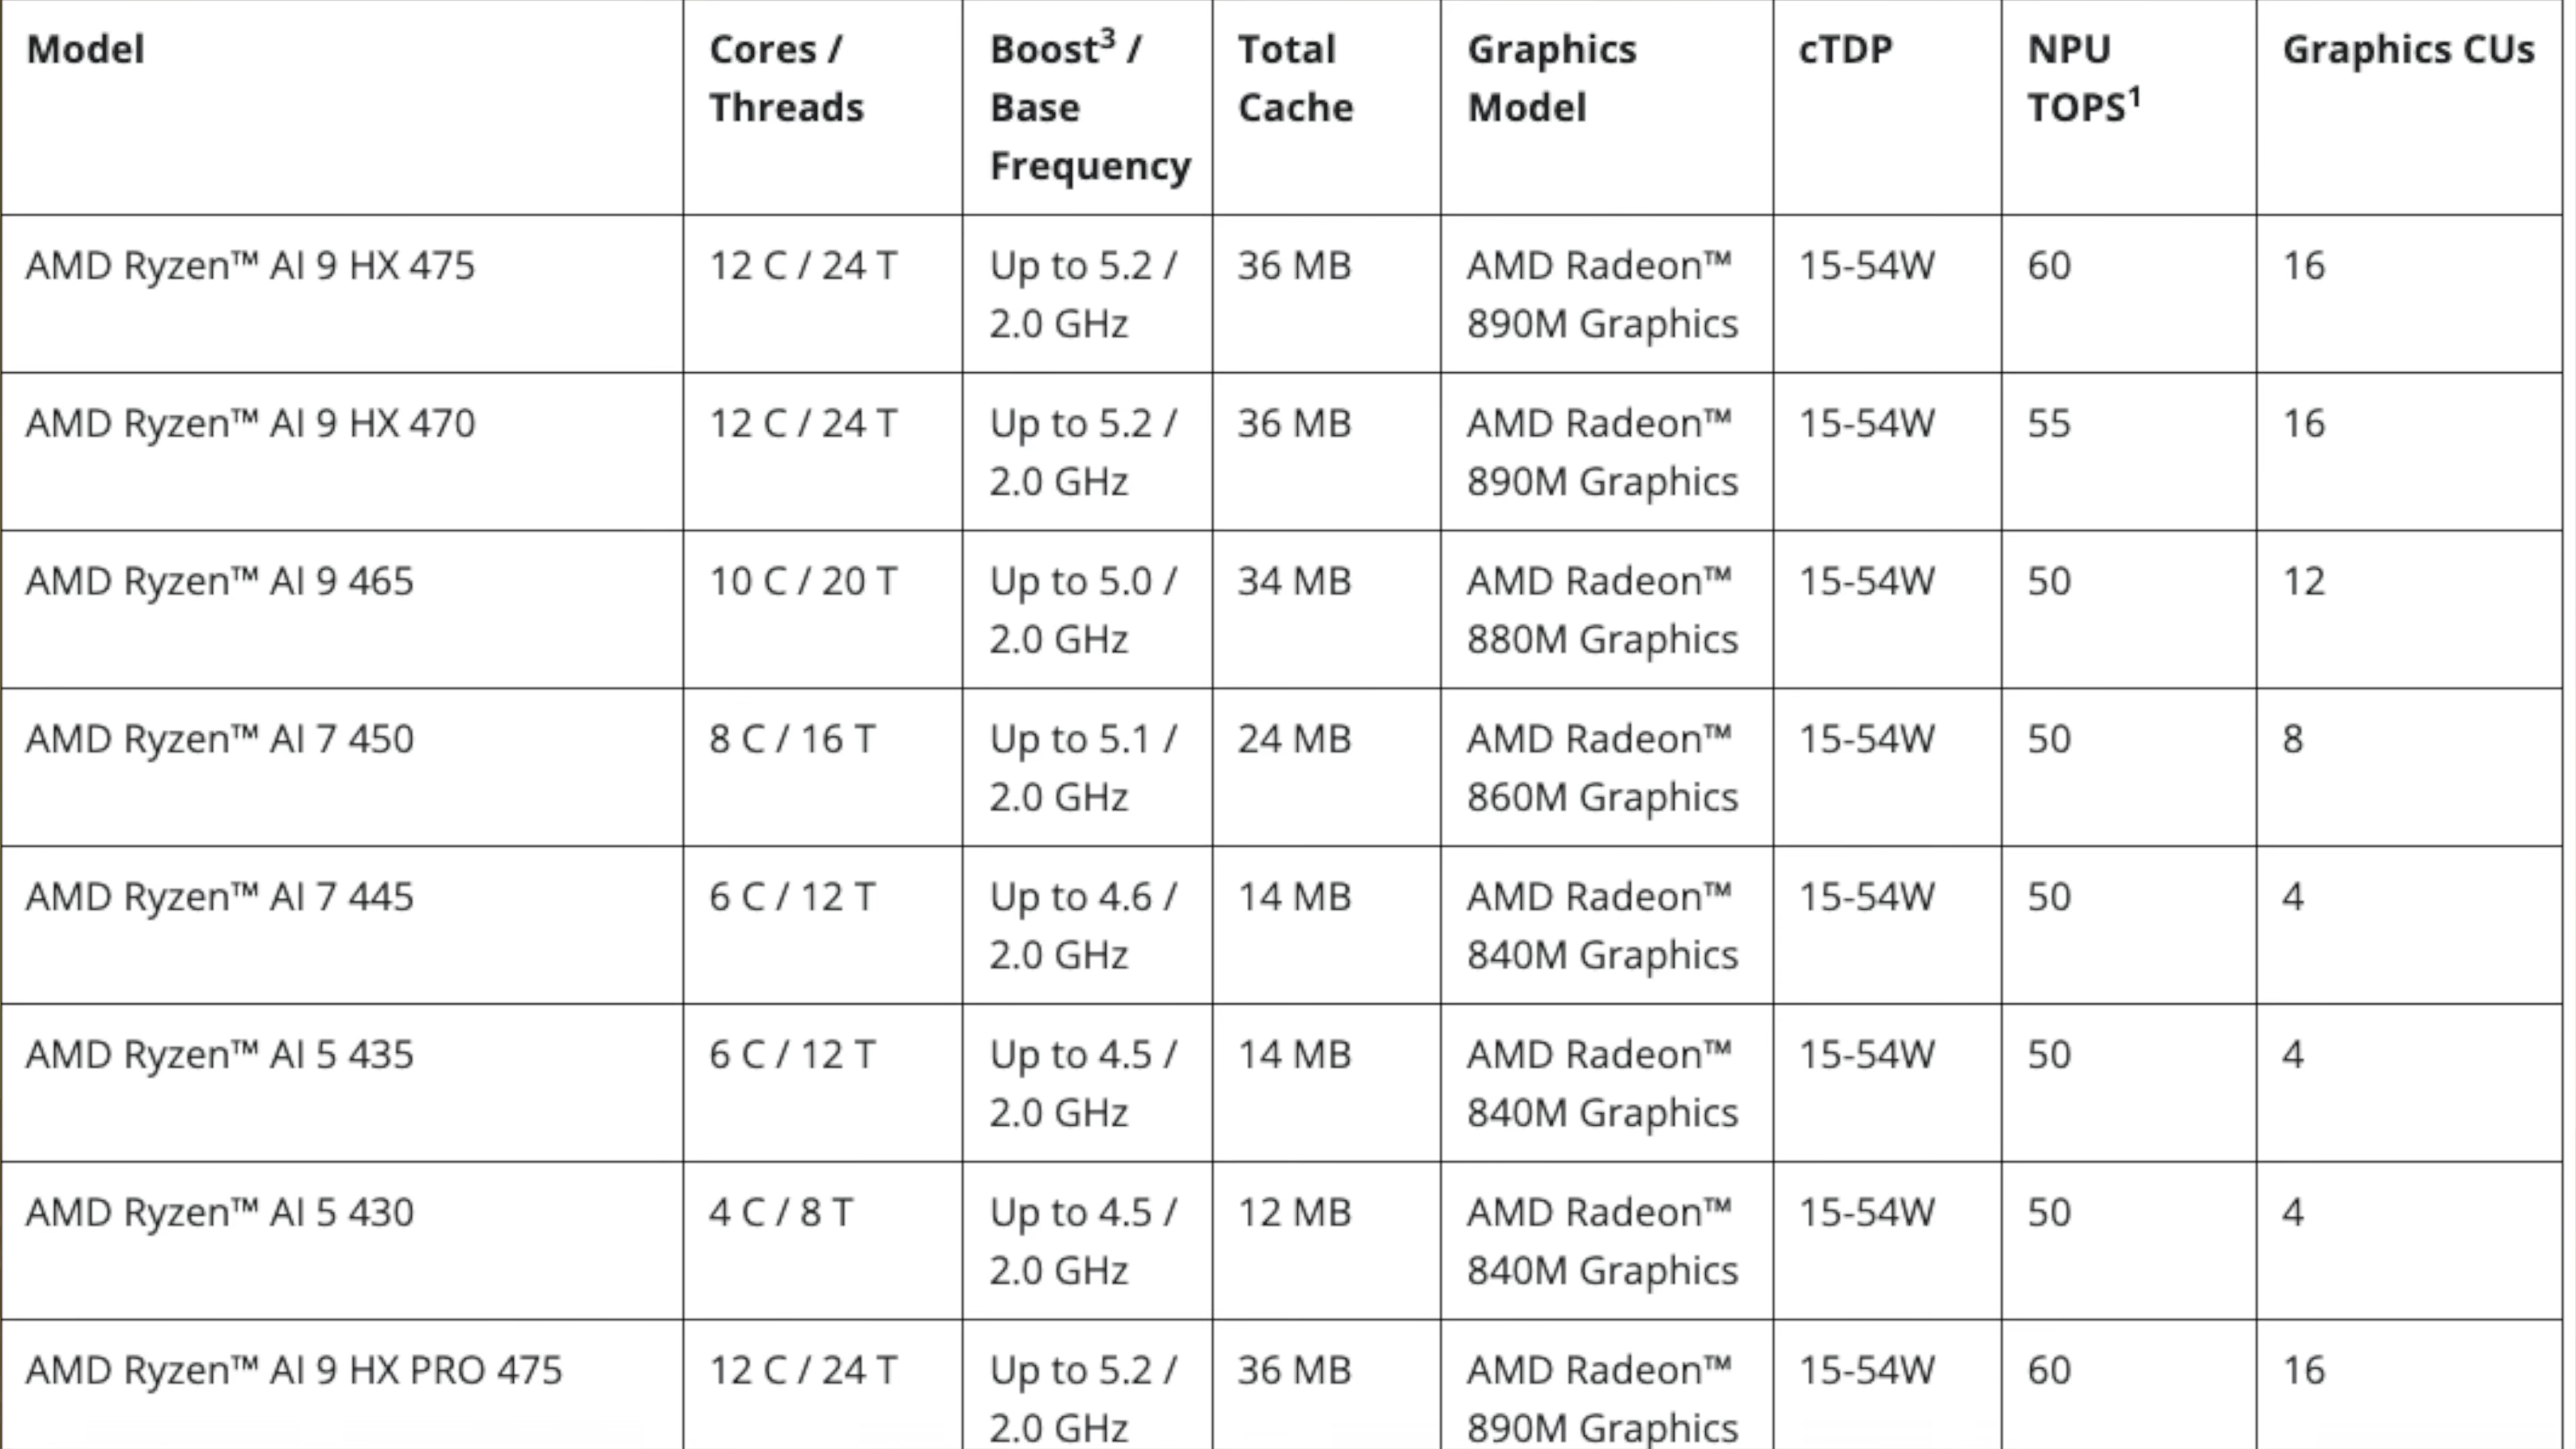 Model
Cores /
Threads
Boost³ /
Base
Frequency
Total
Cache
Graphics
Model
cTDP
NPU
TOPS¹
Graphics CUs
AMD Ryzen™ AI 9 HX 475
12 C / 24 T
Up to 5.2 /
2.0 GHz
36 MB
AMD Radeon™
890M Graphics
15-54W
60
16
AMD Ryzen™ AI 9 HX 470
12 C / 24 T
Up to 5.2 /
2.0 GHz
36 MB
AMD Radeon™
890M Graphics
15-54W
55
16
AMD Ryzen™ AI 9 465
10 C / 20 T
Up to 5.0 /
2.0 GHz
34 MB
AMD Radeon™
880M Graphics
15-54W
50
12
AMD Ryzen™ AI 7 450
8 C / 16 T
Up to 5.1 /
2.0 GHz
24 MB
AMD Radeon™
860M Graphics
15-54W
50
8
AMD Ryzen™ AI 7 445
6 C / 12 T
Up to 4.6 /
2.0 GHz
14 MB
AMD Radeon™
840M Graphics
15-54W
50
4
AMD Ryzen™ AI 5 435
6 C / 12 T
Up to 4.5 /
2.0 GHz
14 MB
AMD Radeon™
840M Graphics
15-54W
50
4
AMD Ryzen™ AI 5 430
4 C / 8 T
Up to 4.5 /
2.0 GHz
12 MB
AMD Radeon™
840M Graphics
15-54W
50
4
AMD Ryzen™ AI 9 HX PRO 475
12 C / 24 T
Up to 5.2 /
2.0 GHz
36 MB
AMD Radeon™
890M Graphics
15-54W
60
16